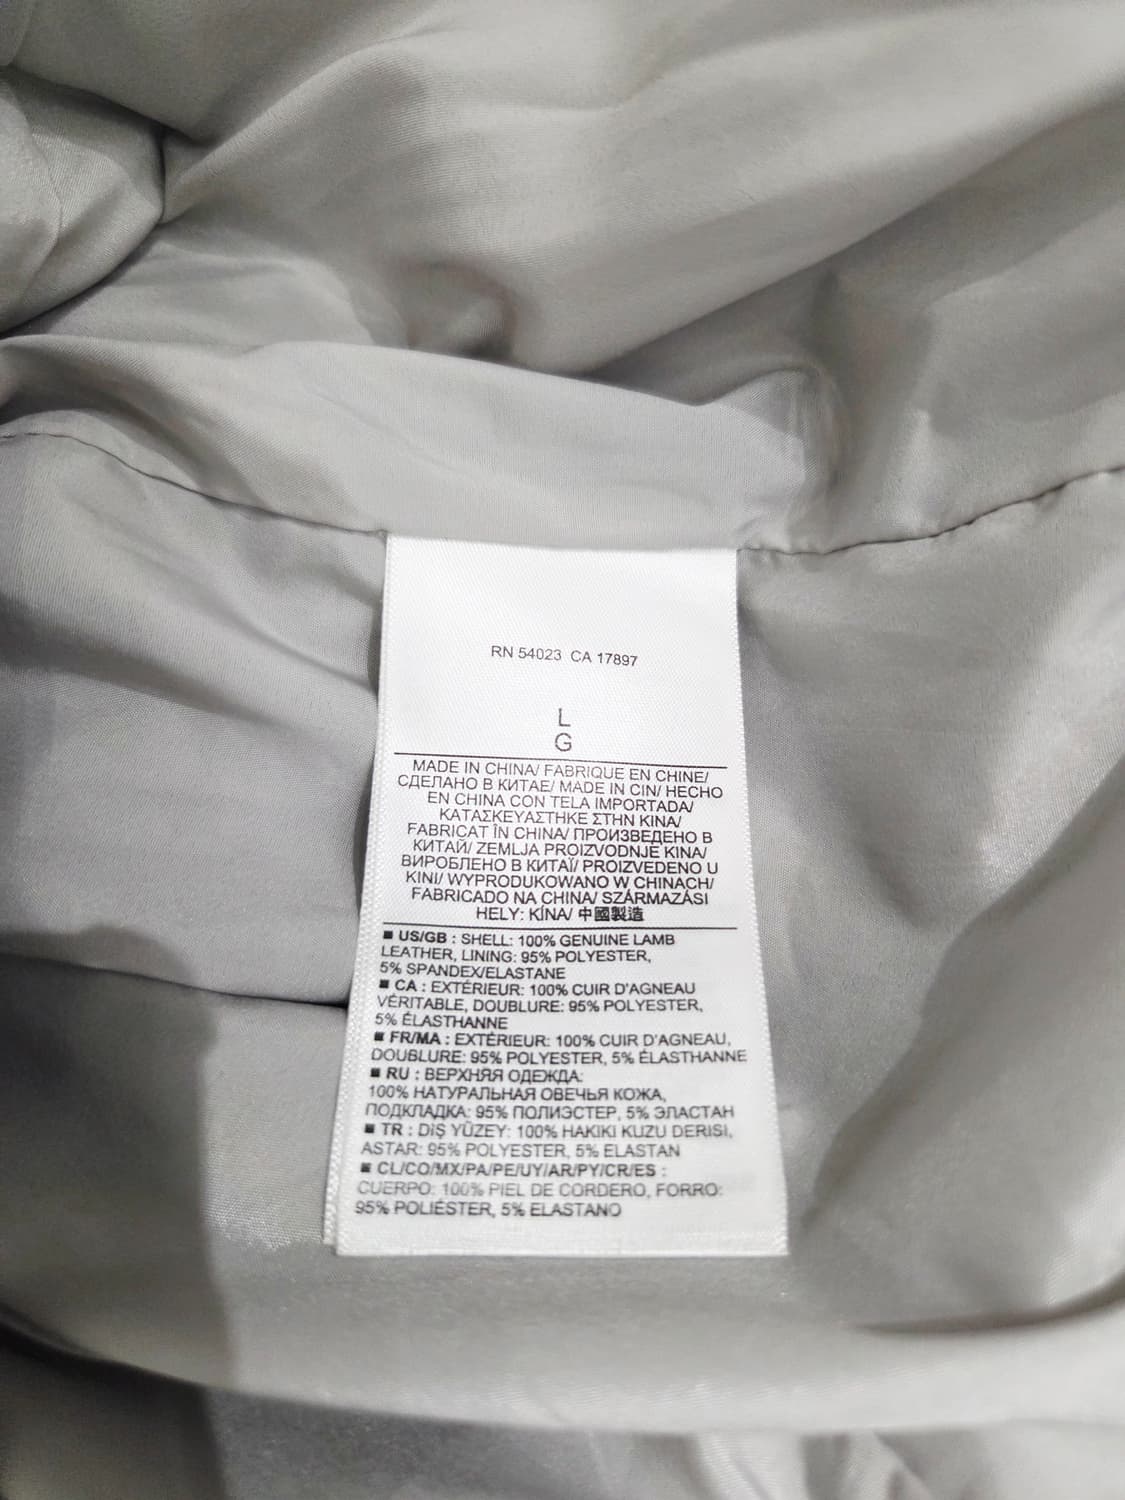 RN 54023 CA 17897
L
G
MADE IN CHINA/ FABRIQUE EN CHINE/
СДЕЛАНО В КИТАЕ/ MADE IN CIN/ HECHO
EN CHINA CON TELA IMPORTADA/
ΚΑΤΑΣΚΕΥΑΣΤΗΚΕ ΣΤΗΝ ΚΙΝΑ/
FABRICAT ÎN CHINA/ ПРОИЗВЕДЕНО В
КИТАЙ/ ZEMLJA PROIZVODNJE KINA/
ВИРОБЛЕНО В КИТАЇ/ PROIZVEDENO U
KINI/ WYPRODUKOWANO W CHINACH/
FABRICADO NA CHINA/ SZÁRMAZÁSI
HELY: KÍNA/ 中國製造
■ US/GB : SHELL: 100% GENUINE LAMB
LEATHER, LINING: 95% POLYESTER,
5% SPANDEX/ELASTANE
■ CA : EXTÉRIEUR: 100% CUIR D'AGNEAU
VÉRITABLE, DOUBLURE: 95% POLYESTER,
5% ÉLASTHANNE
■ FR/MA : EXTÉRIEUR: 100% CUIR D'AGNEAU,
DOUBLURE: 95% POLYESTER, 5% ÉLASTHANNE
■ RU : ВЕРХНЯЯ ОДЕЖДА:
100% НАТУРАЛЬНАЯ ОВЕЧЬЯ КОЖА,
ПОДКЛАДКА: 95% ПОЛИЭСТЕР, 5% ЭЛАСТАН
■ TR : DIŞ YÜZEY: 100% HAKIKI KUZU DERISI,
ASTAR: 95% POLYESTER, 5% ELASTAN
■ CL/CO/MX/PA/PE/UY/AR/PY/CR/ES :
CUERPO: 100% PIEL DE CORDERO, FORRO:
95% POLIÉSTER, 5% ELASTANO